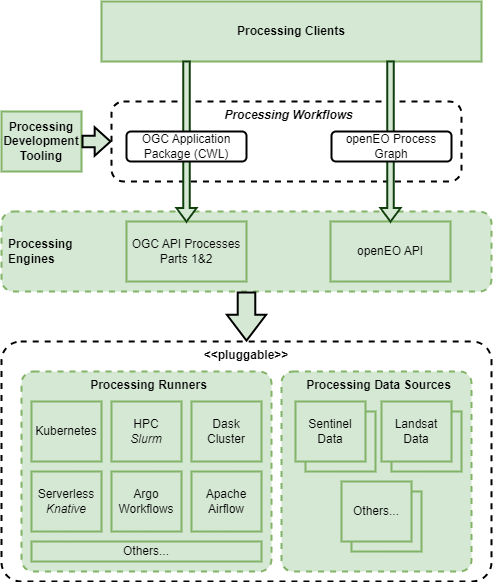 Processing Clients
Processing Workflows
Processing
Development
Tooling
OGC Application
Package (CWL)
openEO Process
Graph
Processing
Engines
OGC API Processes
Parts 1&2
openEO API
<<pluggable>>
Processing Runners
Kubernetes
HPC
Slurm
Dask
Cluster
Serverless
Knative
Argo
Workflows
Apache
Airflow
Others...
Processing Data Sources
Sentinel
Data
Landsat
Data
Others...